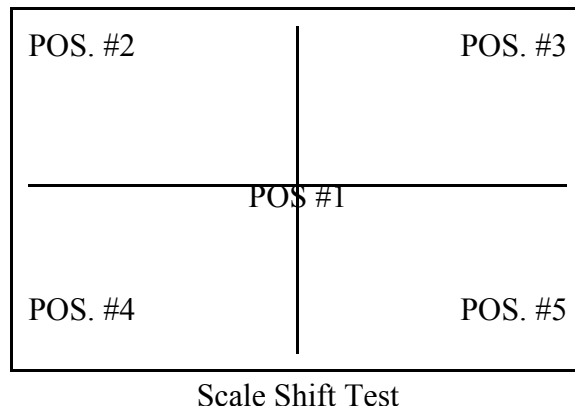 POS. #2 POS. #3
POS #1
POS. #4 POS. #5
Scale Shift Test